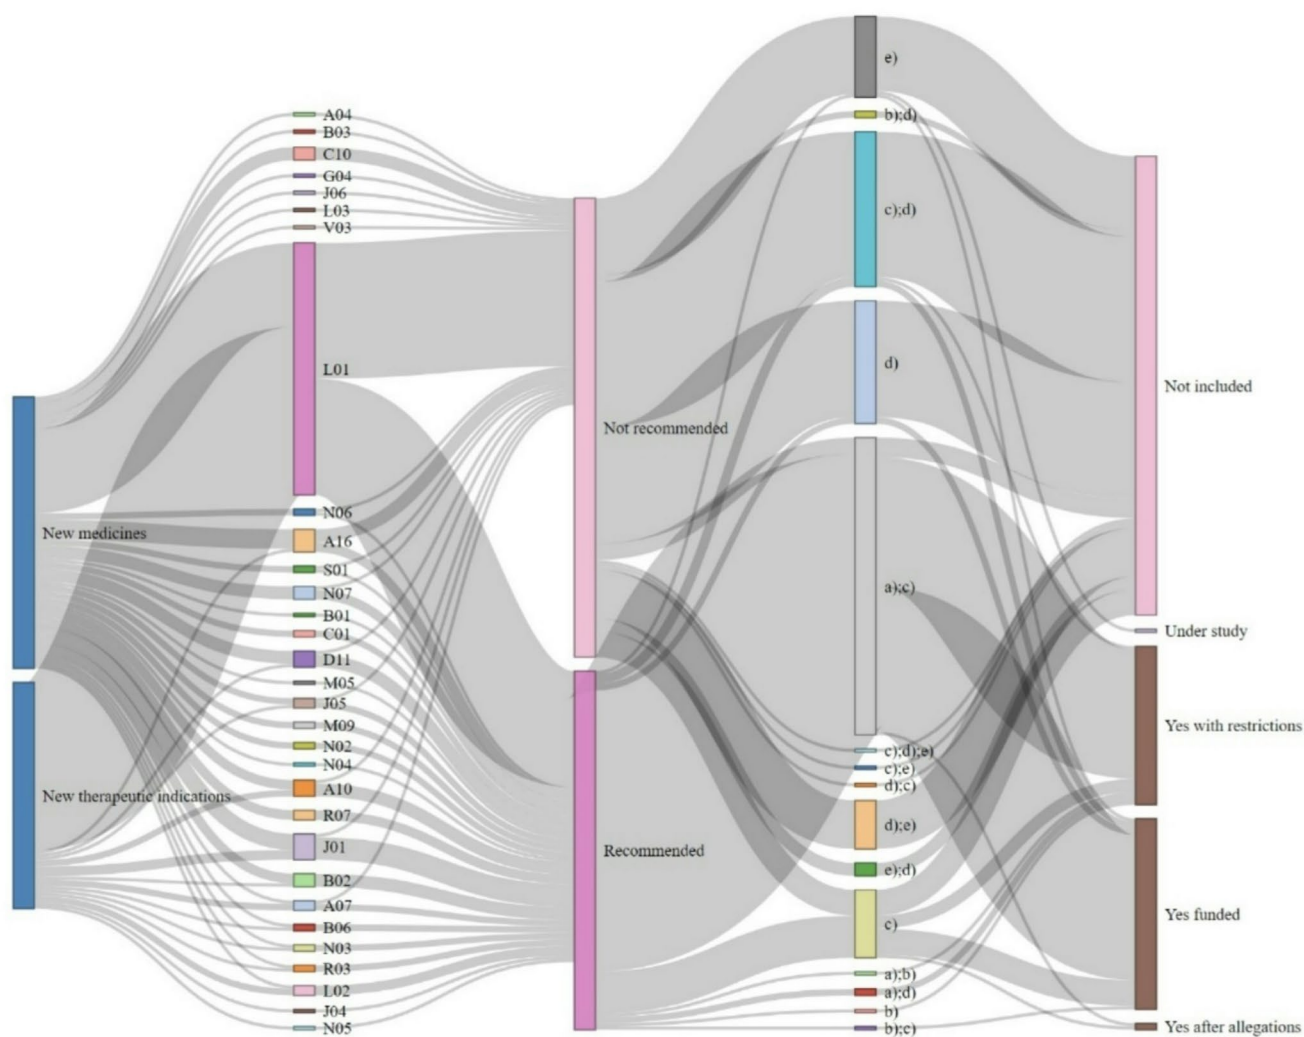 New medicines
New therapeutic indications
A04
B03
C10
G04
J06
L03
V03
L01
N06
A16
S01
N07
B01
C01
D11
M05
J05
M09
N02
N04
A10
R07
J01
B02
A07
B06
N03
R03
L02
J04
N05
Not recommended
Recommended
e)
b);d)
c);d)
d)
a);c)
c);d);e)
c);e)
d);c)
d);e)
e);d)
c)
a);b)
a);d)
b)
b);c)
Not included
Under study
Yes with restrictions
Yes funded
Yes after allegations